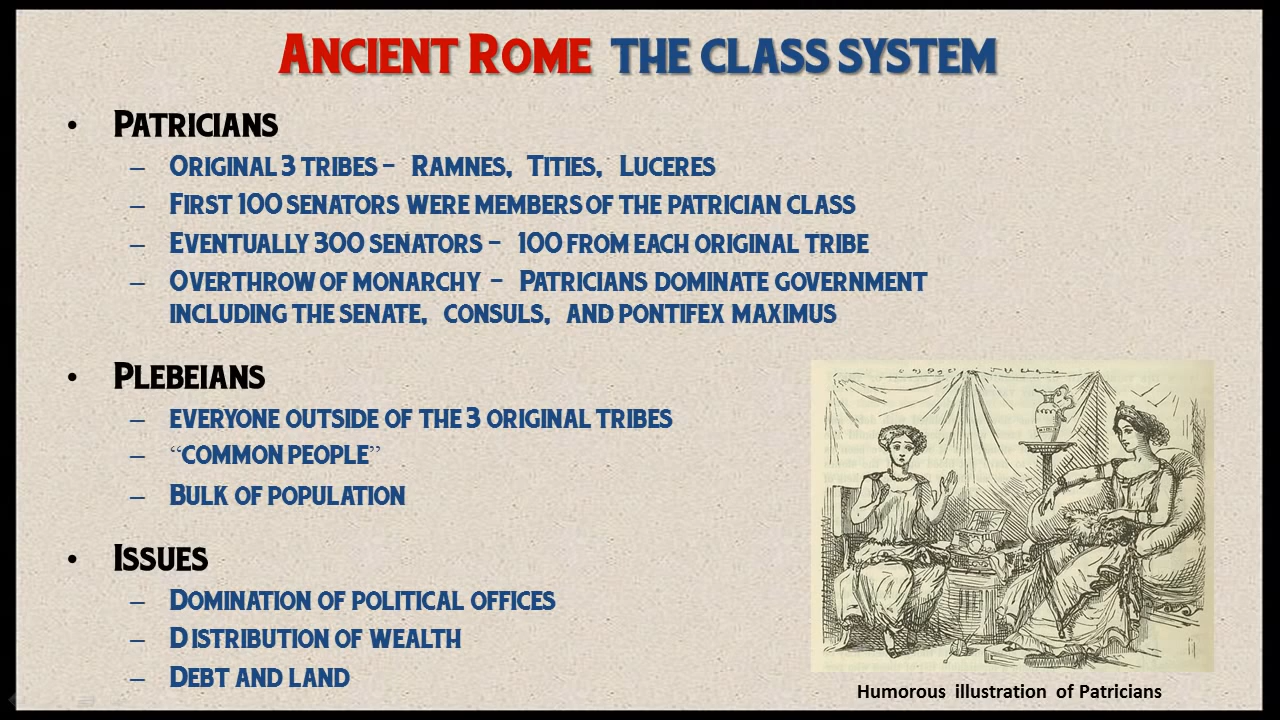 ANCIENT ROME THE CLASS SYSTEM
• PATRICIANS
– ORIGINAL 3 TRIBES – RAMNES, TITIES, LUCERES
– FIRST 100 SENATORS WERE MEMBERS OF THE PATRICIAN CLASS
– EVENTUALLY 300 SENATORS – 100 FROM EACH ORIGINAL TRIBE
– OVERTHROW OF MONARCHY – PATRICIANS DOMINATE GOVERNMENT
INCLUDING THE SENATE, CONSULS, AND PONTIFEX MAXIMUS
• PLEBEIANS
– EVERYONE OUTSIDE OF THE 3 ORIGINAL TRIBES
– “COMMON PEOPLE”
– BULK OF POPULATION
• ISSUES
– DOMINATION OF POLITICAL OFFICES
– DISTRIBUTION OF WEALTH
– DEBT AND LAND
Humorous illustration of Patricians